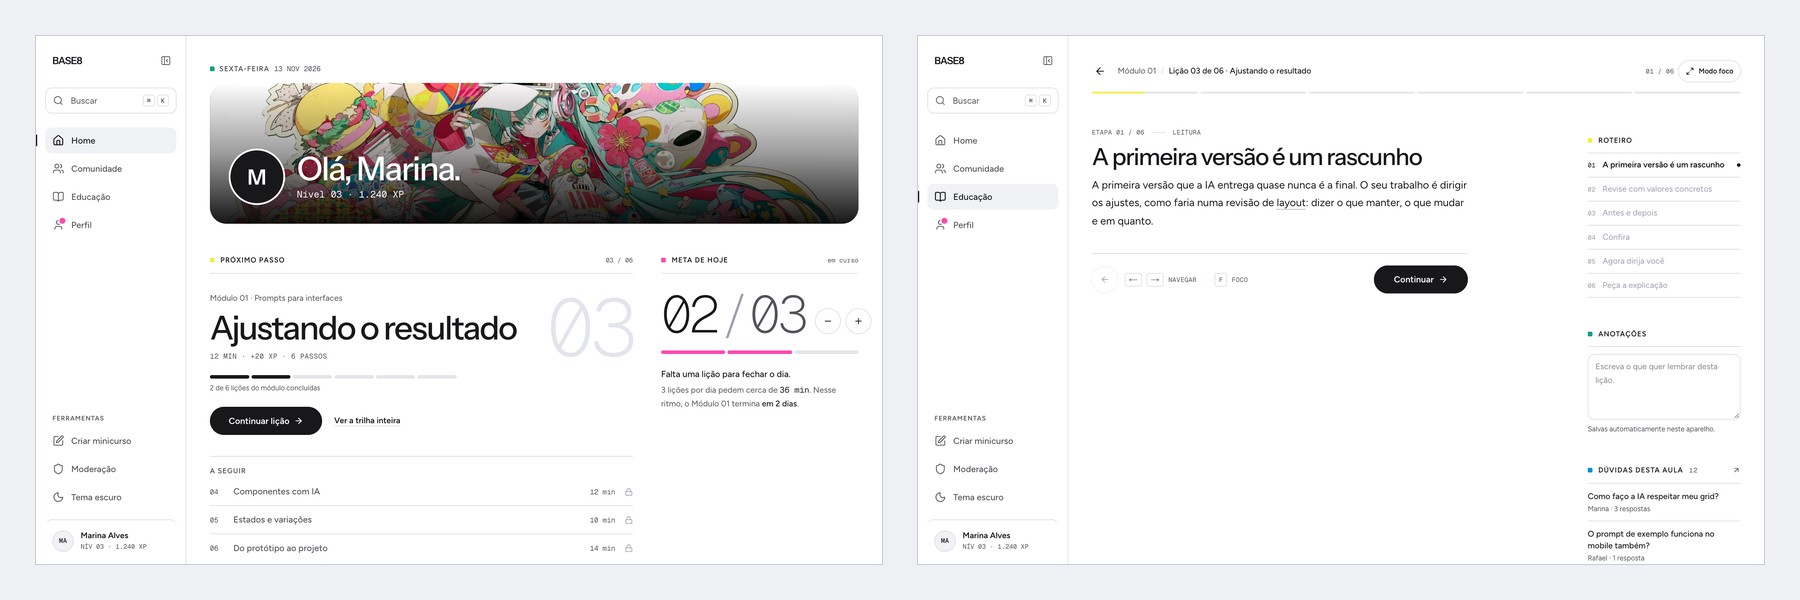 BASE8
Buscar
⌘ K
Home
Comunidade
Educação
Perfil
FERRAMENTAS
Criar minicurso
Moderação
Tema escuro
MA
Marina Alves
NÍV 03 · 1.240 XP
SEXTA-FEIRA 13 NOV 2026
M
Olá, Marina.
Nível 03 · 1.240 XP
PRÓXIMO PASSO 03 / 06
Módulo 01 · Prompts para interfaces
Ajustando o resultado
03
12 MIN · +20 XP · 6 PASSOS
2 de 6 lições do módulo concluídas
Continuar lição →
Ver a trilha inteira
A SEGUIR
04 Componentes com IA 12 min
05 Estados e variações 10 min
06 Do protótipo ao projeto 14 min
META DE HOJE em curso
02 / 03
− +
Falta uma lição para fechar o dia.
3 lições por dia pedem cerca de 36 min. Nesse
ritmo, o Módulo 01 termina em 2 dias.
BASE8
Buscar
⌘ K
Home
Comunidade
Educação
Perfil
FERRAMENTAS
Criar minicurso
Moderação
Tema escuro
MA
Marina Alves
NÍV 03 · 1.240 XP
← Módulo 01 / Lição 03 de 06 · Ajustando o resultado
01 / 06 Modo foco
ETAPA 01 / 06 LEITURA
A primeira versão é um rascunho
A primeira versão que a IA entrega quase nunca é a final. O seu trabalho é dirigir
os ajustes, como faria numa revisão de layout: dizer o que manter, o que mudar
e em quanto.
← ← → NAVEGAR F FOCO
Continuar →
ROTEIRO
01 A primeira versão é um rascunho
02 Revise com valores concretos
03 Antes e depois
04 Confira
05 Agora dirija você
06 Peça a explicação
ANOTAÇÕES
Escreva o que quer lembrar desta
lição.
Salvas automaticamente neste aparelho.
DÚVIDAS DESTA AULA 12
Como faço a IA respeitar meu grid?
Marina · 3 respostas
O prompt de exemplo funciona no
mobile também?
Rafael · 1 resposta